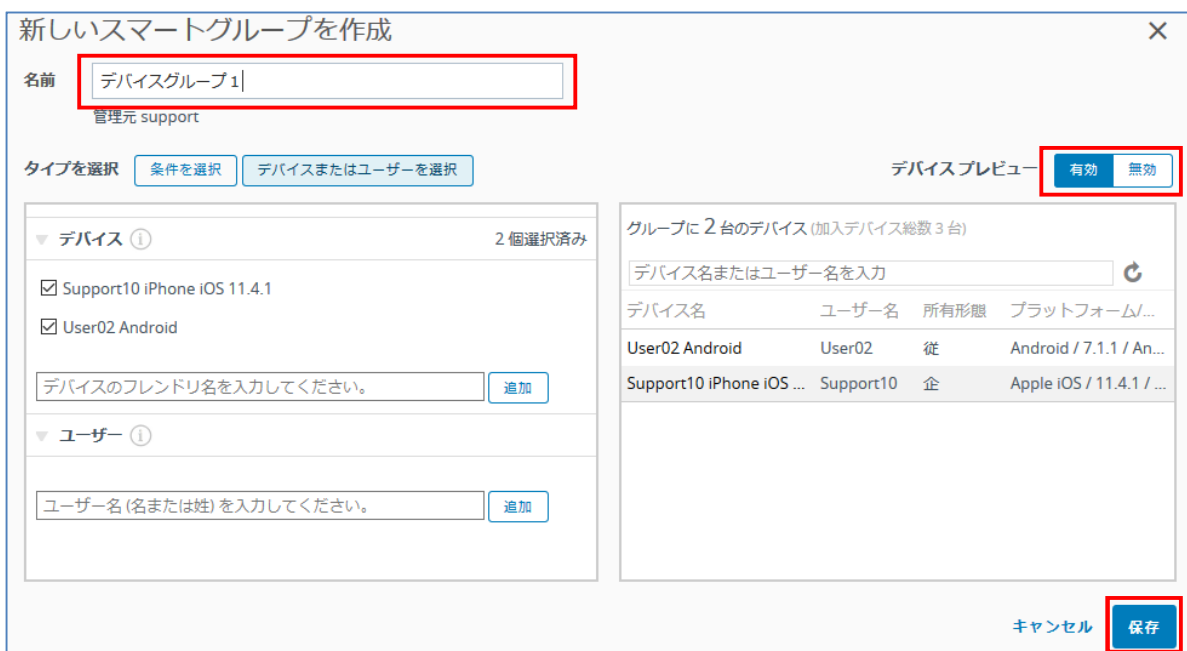 新しいスマートグループを作成
名前 デバイスグループ1
管理元 support
タイプを選択 条件を選択 デバイスまたはユーザーを選択 デバイス プレビュー 有効 無効
デバイス 2 個選択済み
Support10 iPhone iOS 11.4.1
User02 Android
デバイスのフレンドリ名を入力してください。 追加
ユーザー
ユーザー名 (名または姓) を入力してください。 追加
グループに 2 台のデバイス (加入デバイス総数 3 台)
デバイス名またはユーザー名を入力
デバイス名 ユーザー名 所有形態 プラットフォーム/...
User02 Android User02 従 Android / 7.1.1 / An...
Support10 iPhone iOS ... Support10 企 Apple iOS / 11.4.1 / ...
キャンセル 保存